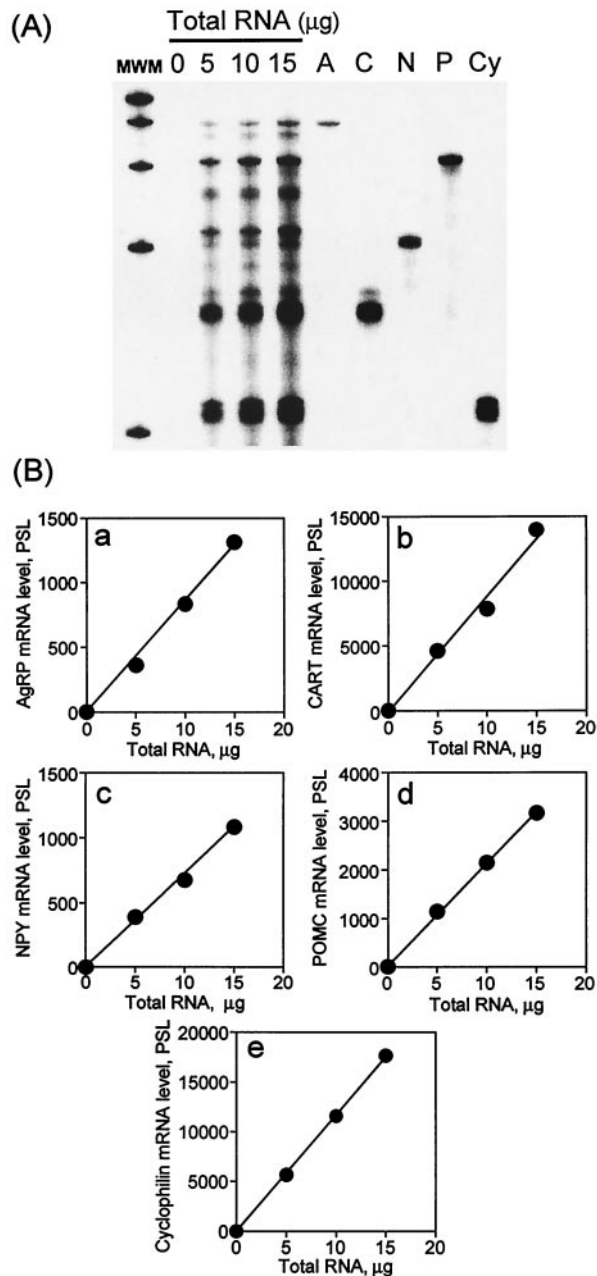 (A)
Total RNA (µg)
MWM 0 5 10 15 A C N P Cy
(B)
a
AgRP mRNA level, PSL
1500
1000
500
0
0 5 10 15 20
Total RNA, µg
b
CART mRNA level, PSL
15000
10000
5000
0
0 5 10 15 20
Total RNA, µg
c
NPY mRNA level, PSL
1500
1000
500
0
0 5 10 15 20
Total RNA, µg
d
POMC mRNA level, PSL
4000
3000
2000
1000
0
0 5 10 15 20
Total RNA, µg
e
Cyclophilin mRNA level, PSL
20000
15000
10000
5000
0
0 5 10 15 20
Total RNA, µg